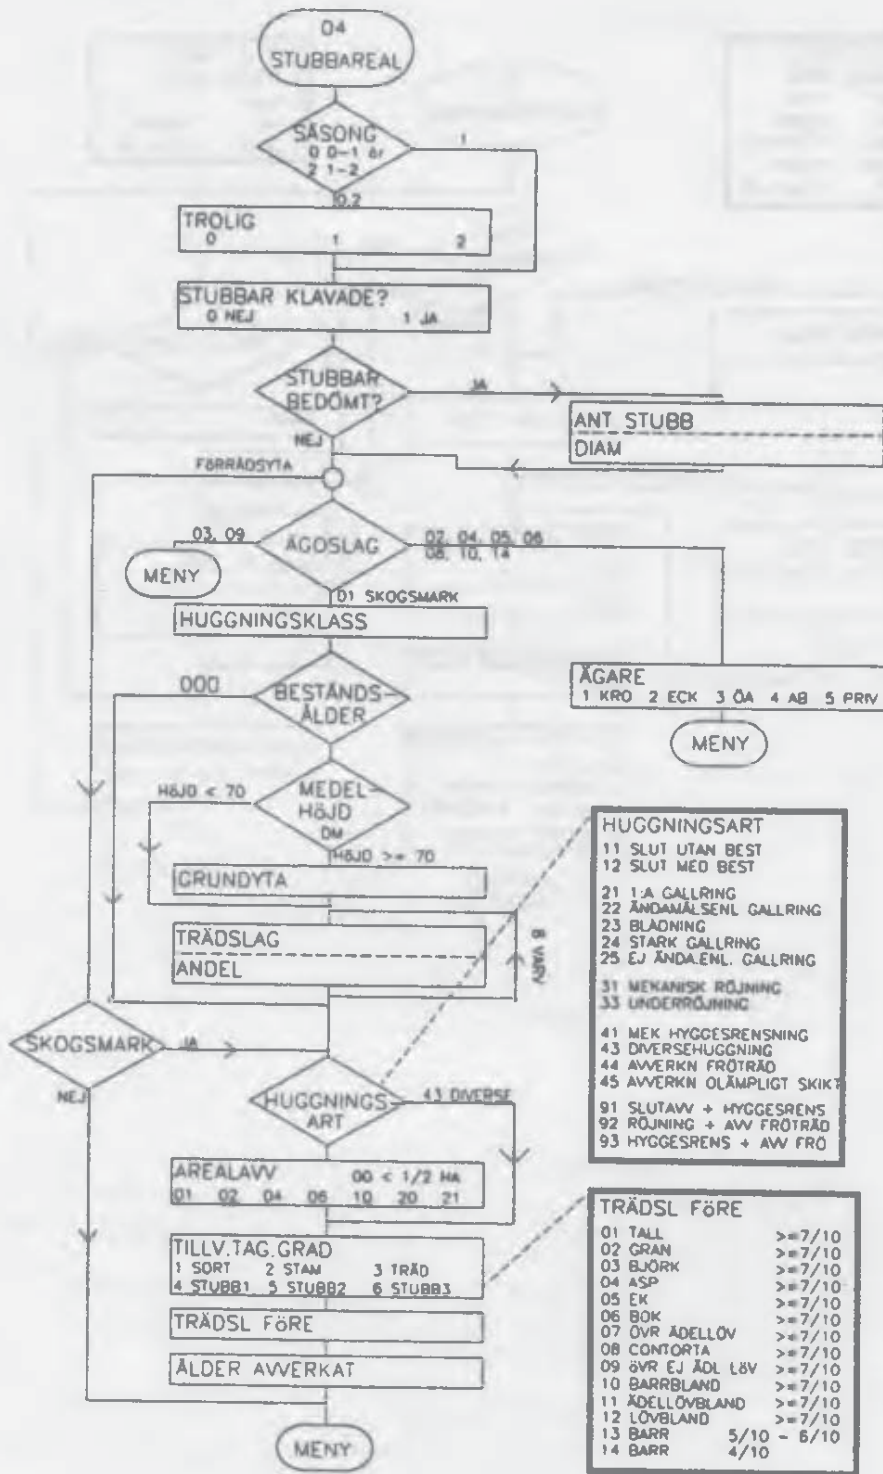 04
STUBBAREAL
SÄSONG
0 0-1 år
2 1-2
1
0,2
TROLIG
0 1 2
STUBBAR KLAVADE?
0 NEJ 1 JA
STUBBAR
BEDÖMT?
JA
NEJ
ANT STUBB
DIAM
FÖRRÅDSYTA
ÄGOSLAG
03, 09
MENY
02, 04, 05, 06
08, 10, 14
01 SKOGSMARK
HUGGNINGSKLASS
ÄGARE
1 KRO 2 ECK 3 ÖA 4 AB 5 PRIV
MENY
000
BESTÅNDS-
ÅLDER
MEDEL-
HÖJD
DM
HÖJD < 70
HÖJD >= 70
GRUNDYTA
TRÄDSLAG
ANDEL
8 VARV
SKOGSMARK
JA
NEJ
HUGGNINGS
ART
43 DIVERSE
AREALAVV 00 < 1/2 HA
01 02 04 06 10 20 21
TILLV.TAG.GRAD
1 SORT 2 STAM 3 TRÄD
4 STUBB1 5 STUBB2 6 STUBB3
TRÄDSL FÖRE
ÅLDER AVVERKAT
MENY
HUGGNINGSART
11 SLUT UTAN BEST
12 SLUT MED BEST
21 1:A GALLRING
22 ÄNDAMÅLSENL GALLRING
23 BLÄDNING
24 STARK GALLRING
25 EJ ÄNDA.ENL. GALLRING
31 MEKANISK RÖJNING
33 UNDERRÖJNING
41 MEK HYGGESRENSNING
43 DIVERSEHUGGNING
44 AVVERKN FRÖTRÄD
45 AVVERKN OLÄMPLIGT SKIKT
91 SLUTAVV + HYGGESRENS
92 RÖJNING + AVV FRÖTRÄD
93 HYGGESRENS + AVV FRÖ
TRÄDSL FÖRE
01 TALL >=7/10
02 GRAN >=7/10
03 BJÖRK >=7/10
04 ASP >=7/10
05 EK >=7/10
06 BOK >=7/10
07 ÖVR ÄDELLÖV >=7/10
08 CONTORTA >=7/10
09 ÖVR EJ ÄDL LÖV >=7/10
10 BARRBLAND >=7/10
11 ÄDELLÖVBLAND >=7/10
12 LÖVBLAND >=7/10
13 BARR 5/10 - 6/10
14 BARR 4/10